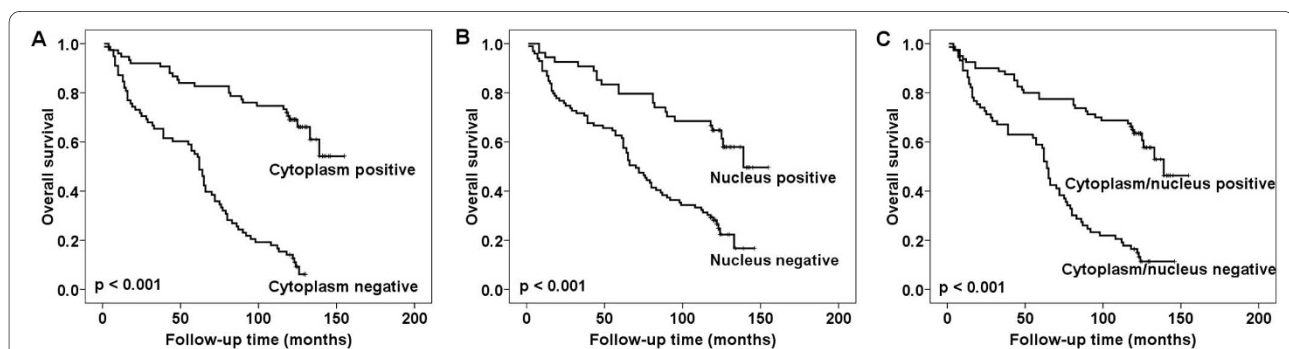 A
Overall survival
1.0
0.8
0.6
0.4
0.2
0.0
Cytoplasm positive
Cytoplasm negative
p < 0.001
0 50 100 150 200
Follow-up time (months)
B
Overall survival
1.0
0.8
0.6
0.4
0.2
0.0
Nucleus positive
Nucleus negative
p < 0.001
0 50 100 150 200
Follow-up time (months)
C
Overall survival
1.0
0.8
0.6
0.4
0.2
0.0
Cytoplasm/nucleus positive
Cytoplasm/nucleus negative
p < 0.001
0 50 100 150 200
Follow-up time (months)